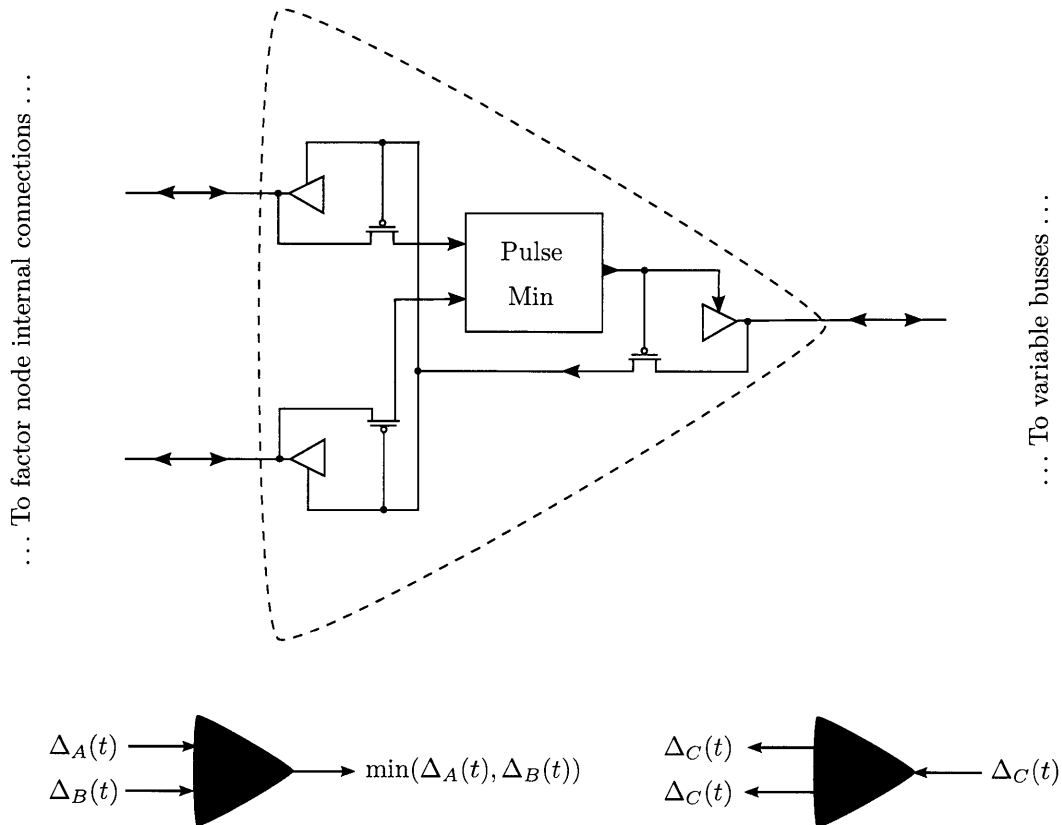 ... To factor node internal connections ...
Pulse
Min
... To variable busses ...
Δ_A(t)
Δ_B(t)
min(Δ_A(t), Δ_B(t))
Δ_C(t)
Δ_C(t)
Δ_C(t)